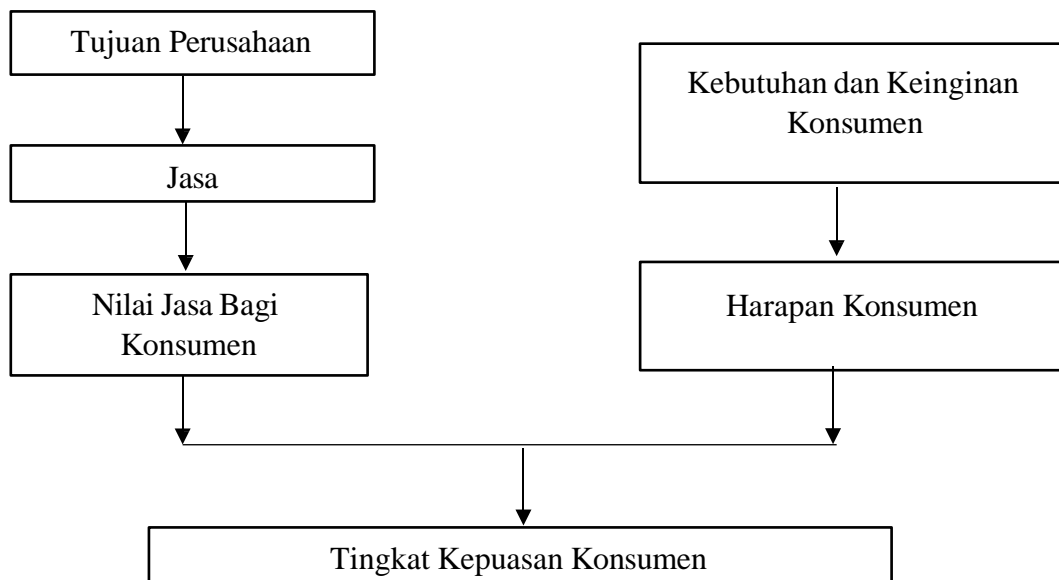 Tujuan Perusahaan
Jasa
Nilai Jasa Bagi
Konsumen
Kebutuhan dan Keinginan
Konsumen
Harapan Konsumen
Tingkat Kepuasan Konsumen